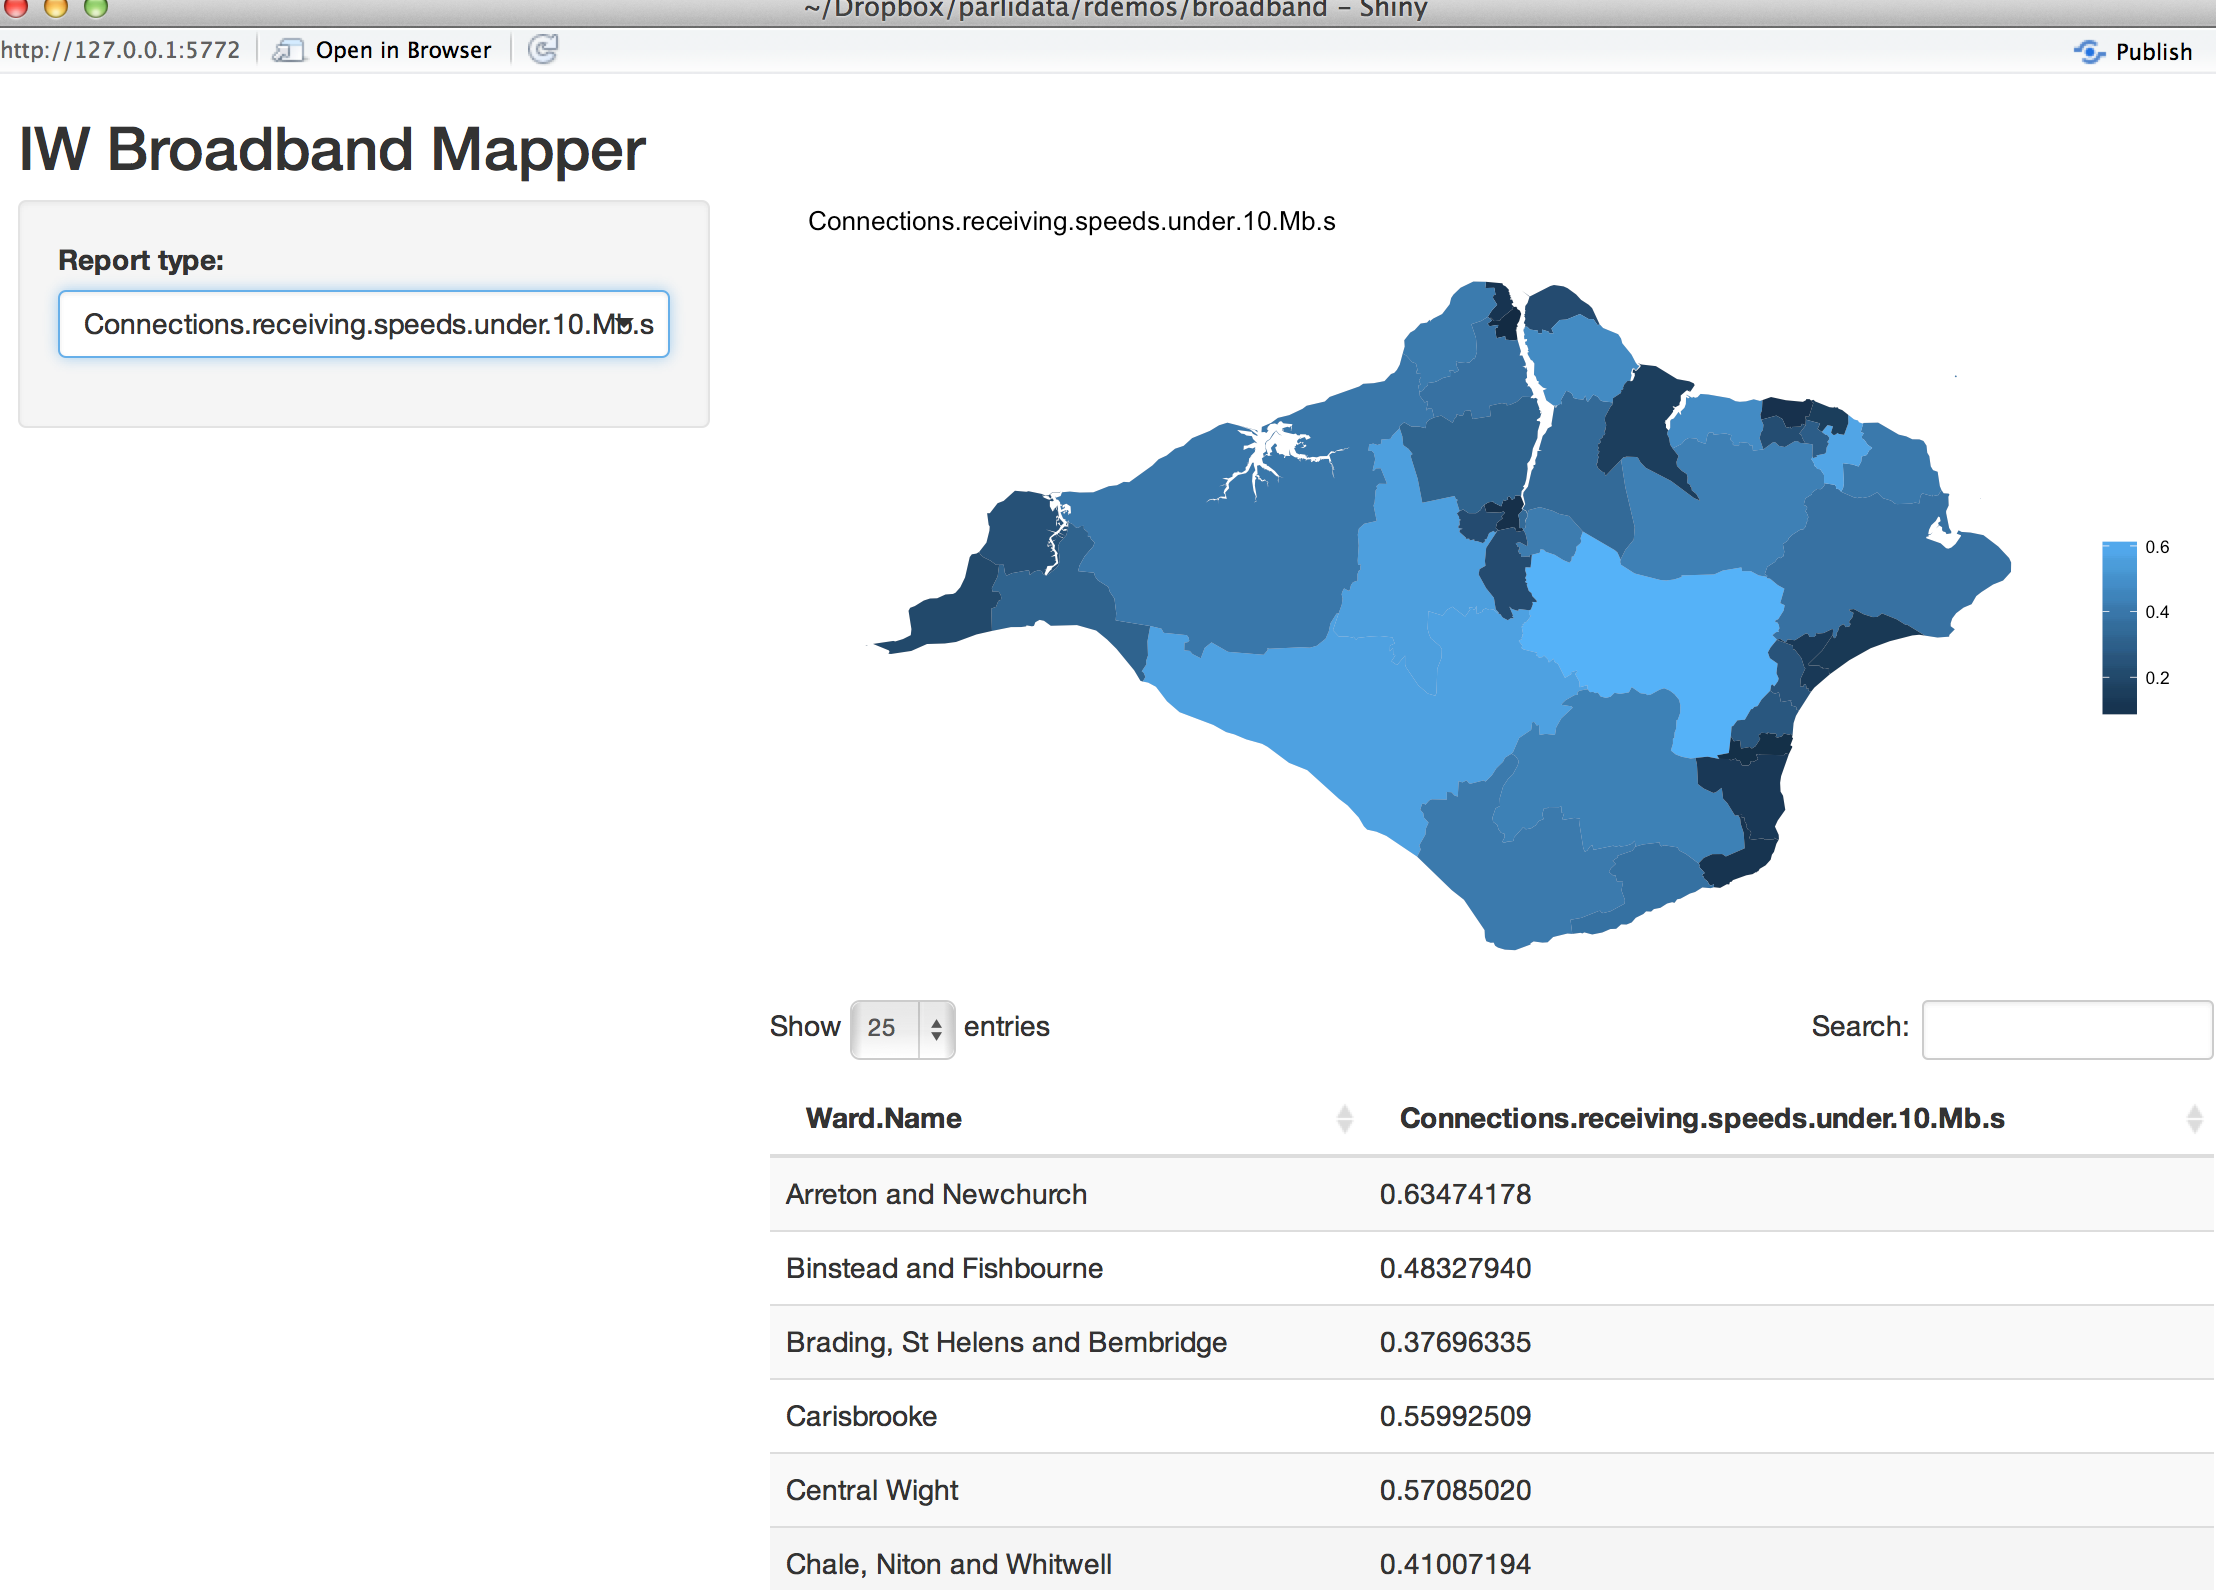 ~/Dropbox/parlidata/rdemos/broadband – Shiny
http://127.0.0.1:5772 Open in Browser Publish
IW Broadband Mapper
Report type:
Connections.receiving.speeds.under.10.Mb.s
Connections.receiving.speeds.under.10.Mb.s
0.6
0.4
0.2
Show 25 entries Search:
Ward.Name Connections.receiving.speeds.under.10.Mb.s
Arreton and Newchurch 0.63474178
Binstead and Fishbourne 0.48327940
Brading, St Helens and Bembridge 0.37696335
Carisbrooke 0.55992509
Central Wight 0.57085020
Chale, Niton and Whitwell 0.41007194